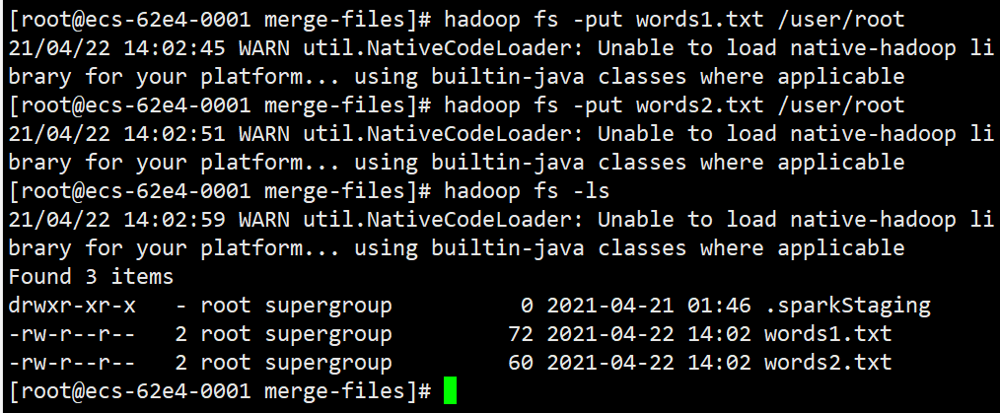 [root@ecs-62e4-0001 merge-files]# hadoop fs -put words1.txt /user/root
21/04/22 14:02:45 WARN util.NativeCodeLoader: Unable to load native-hadoop li
brary for your platform... using builtin-java classes where applicable
[root@ecs-62e4-0001 merge-files]# hadoop fs -put words2.txt /user/root
21/04/22 14:02:51 WARN util.NativeCodeLoader: Unable to load native-hadoop li
brary for your platform... using builtin-java classes where applicable
[root@ecs-62e4-0001 merge-files]# hadoop fs -ls
21/04/22 14:02:59 WARN util.NativeCodeLoader: Unable to load native-hadoop li
brary for your platform... using builtin-java classes where applicable
Found 3 items
drwxr-xr-x   - root supergroup          0 2021-04-21 01:46 .sparkStaging
-rw-r--r--   2 root supergroup         72 2021-04-22 14:02 words1.txt
-rw-r--r--   2 root supergroup         60 2021-04-22 14:02 words2.txt
[root@ecs-62e4-0001 merge-files]#